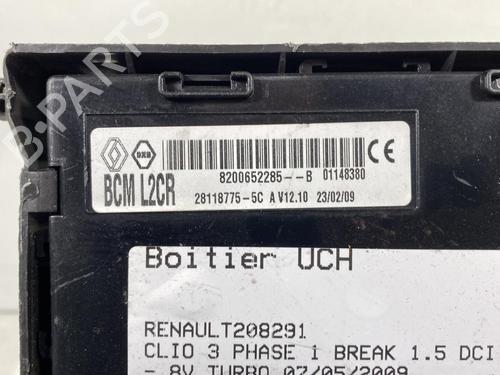 B-PARTS
8200652285--B 01148380
BCM L2CR
28118775-5C A V12.10 23/02/09
Boitier UCH
RENAULT208291
CLIO 3 PHASE 1 BREAK 1.5 DCI
- 8V TURBO 07/05/2009